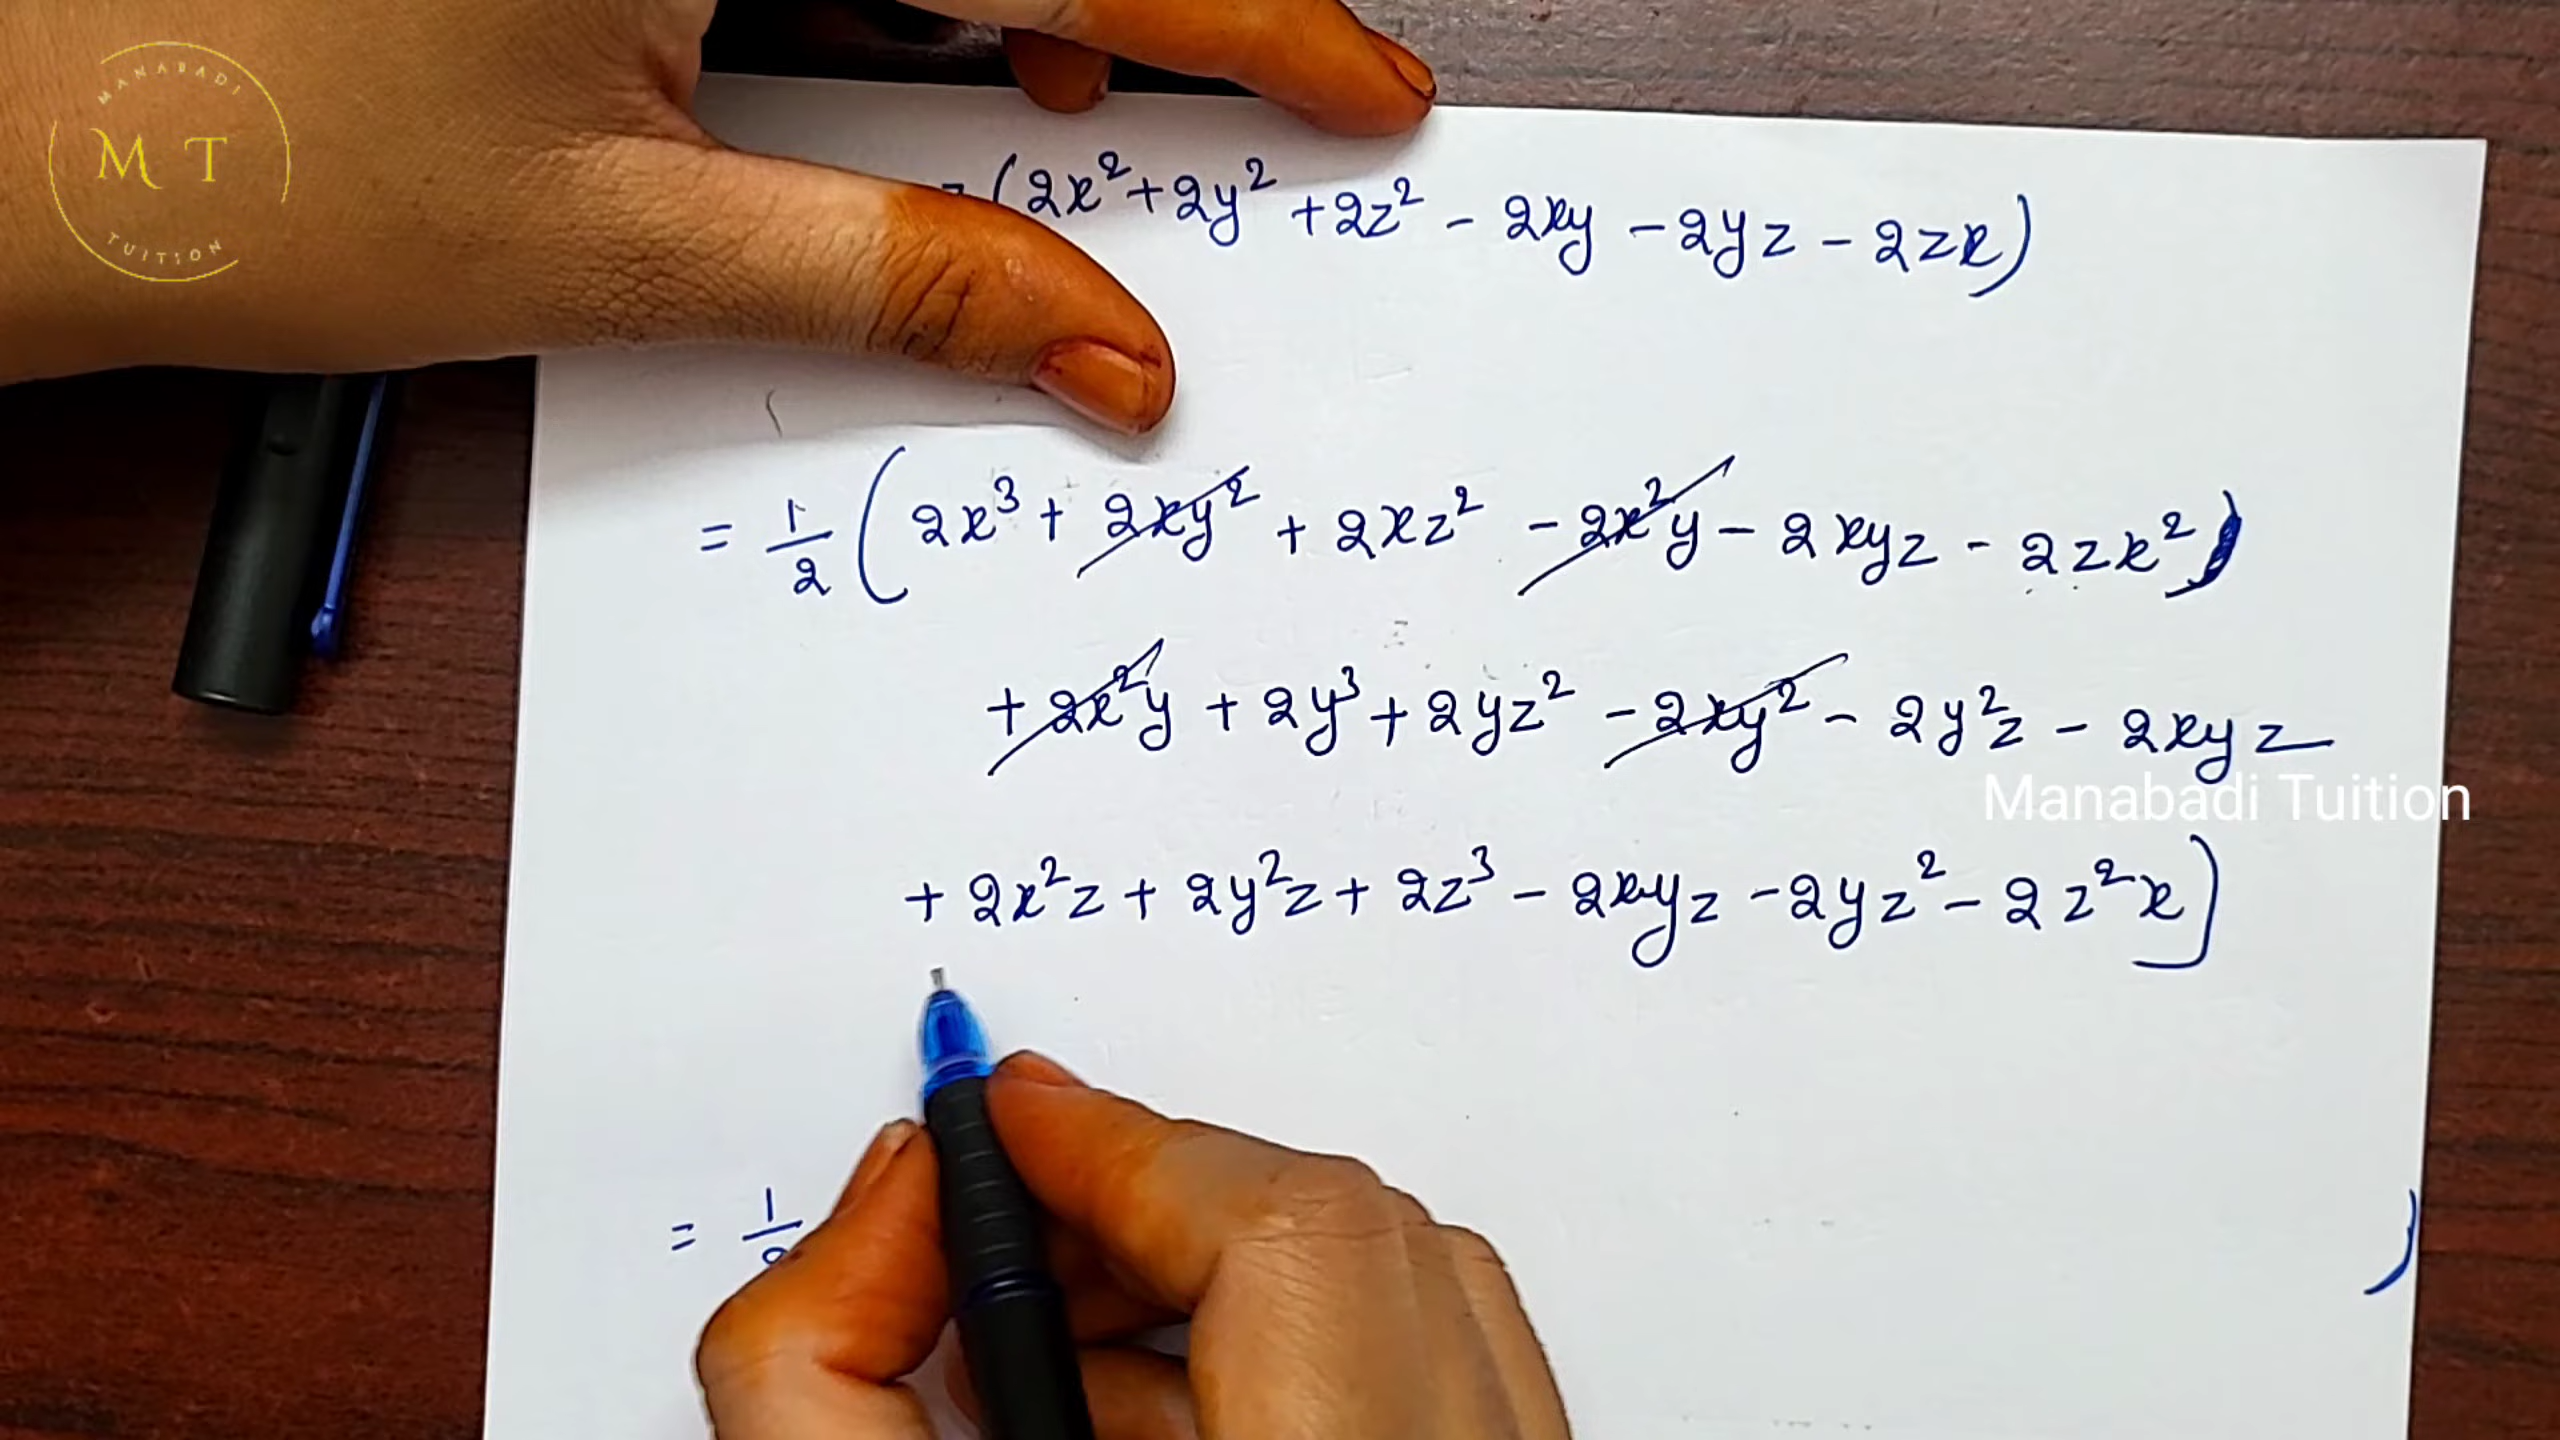 MANABADI
M T
TUITION
(2x²+2y²+2z² - 2xy - 2yz - 2zx)
= 1/2 (2x³ + 2xy² + 2xz² - 2x²y - 2xyz - 2zx²)
+ 2x²y + 2y³ + 2yz² - 2xy² - 2y²z - 2xyz
Manabadi Tuition
+ 2x²z + 2y²z + 2z³ - 2xyz - 2yz² - 2z²x)
= 1/2 )